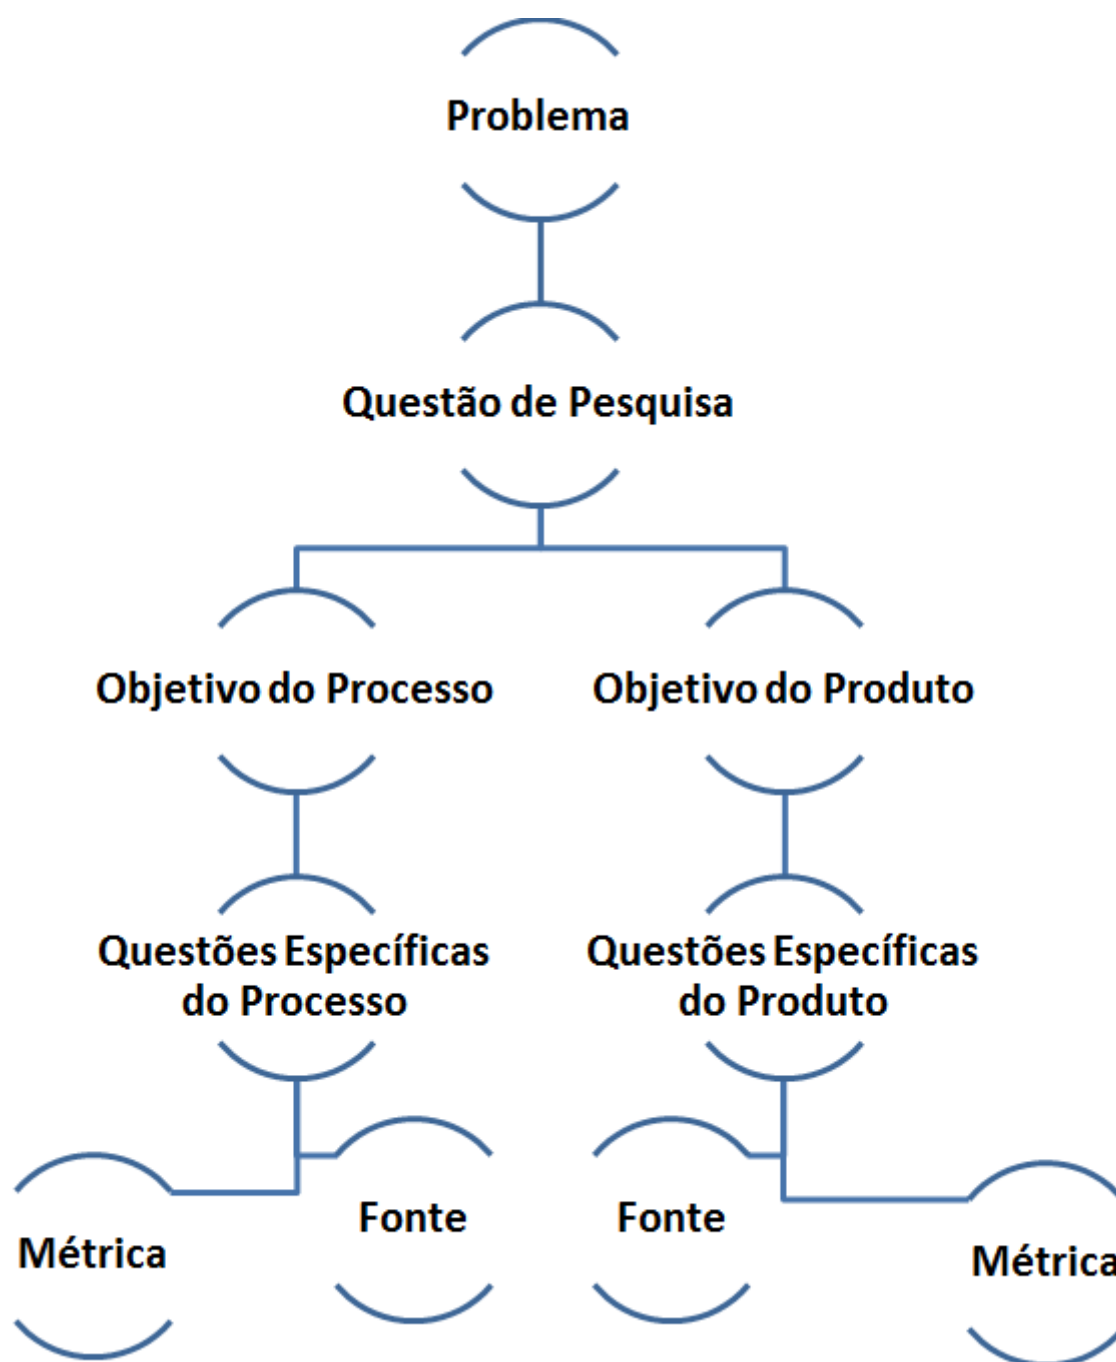 Problema
Questão de Pesquisa
Objetivo do Processo
Objetivo do Produto
Questões Específicas
do Processo
Questões Específicas
do Produto
Métrica
Fonte
Fonte
Métrica